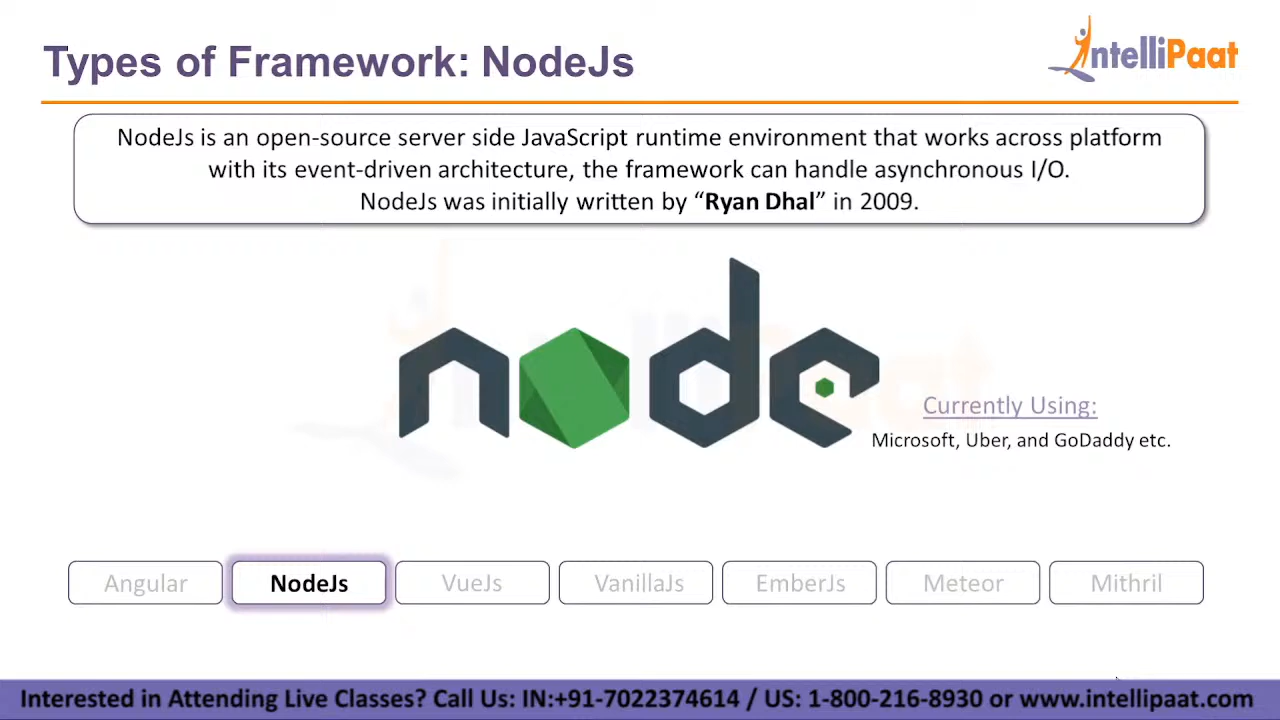 Types of Framework: NodeJs
IntelliPaat
NodeJs is an open-source server side JavaScript runtime environment that works across platform
with its event-driven architecture, the framework can handle asynchronous I/O.
NodeJs was initially written by “Ryan Dhal” in 2009.
node
Currently Using:
Microsoft, Uber, and GoDaddy etc.
Angular NodeJs VueJs VanillaJs EmberJs Meteor Mithril
Interested in Attending Live Classes? Call Us: IN:+91-7022374614 / US: 1-800-216-8930 or www.intellipaat.com